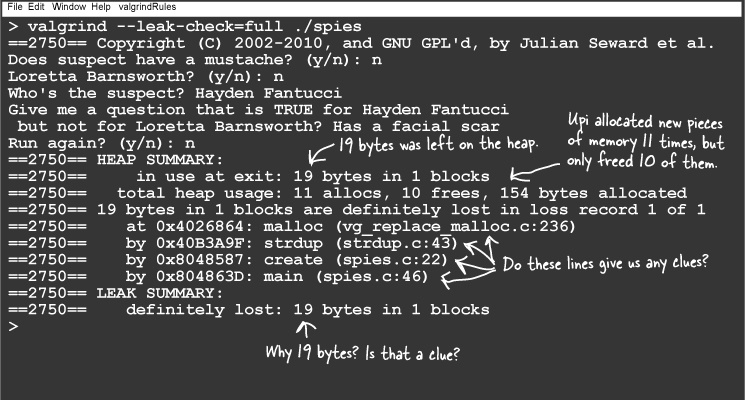 File Edit Window Help valgrindRules
> valgrind --leak-check=full ./spies
==2750== Copyright (C) 2002-2010, and GNU GPL'd, by Julian Seward et al.
Does suspect have a mustache? (y/n): n
Loretta Barnsworth? (y/n): n
Who's the suspect? Hayden Fantucci
Give me a question that is TRUE for Hayden Fantucci
but not for Loretta Barnsworth? Has a facial scar
Run again? (y/n): n
19 bytes was left on the heap.
Upi allocated new pieces
of memory 11 times, but
only freed 10 of them.
==2750== HEAP SUMMARY:
==2750== in use at exit: 19 bytes in 1 blocks
==2750== total heap usage: 11 allocs, 10 frees, 154 bytes allocated
==2750== 19 bytes in 1 blocks are definitely lost in loss record 1 of 1
==2750== at 0x4026864: malloc (vg_replace_malloc.c:236)
==2750== by 0x40B3A9F: strdup (strdup.c:43)
==2750== by 0x8048587: create (spies.c:22)
==2750== by 0x804863D: main (spies.c:46)
Do these lines give us any clues?
==2750== LEAK SUMMARY:
==2750== definitely lost: 19 bytes in 1 blocks
>
Why 19 bytes? Is that a clue?